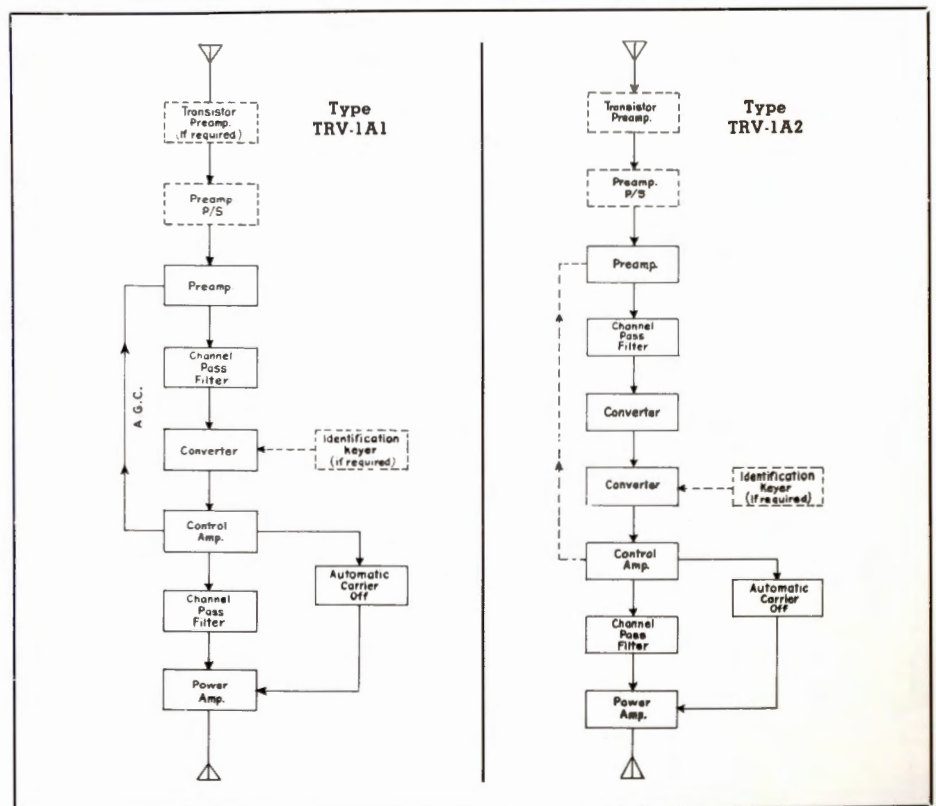 Type
TRV-1A1
Transistor
Preamp.
(if required)
Preamp
P/S
Preamp
Channel
Pass
Filter
A.G.C.
Converter
Identification
Keyer
(if required)
Control
Amp.
Automatic
Carrier
Off
Channel
Pass
Filter
Power
Amp.
Type
TRV-1A2
Transistor
Preamp.
Preamp.
P/S
Preamp.
Channel
Pass
Filter
Converter
Converter
Identification
Keyer
(if required)
Control
Amp.
Automatic
Carrier
Off
Channel
Pass
Filter
Power
Amp.